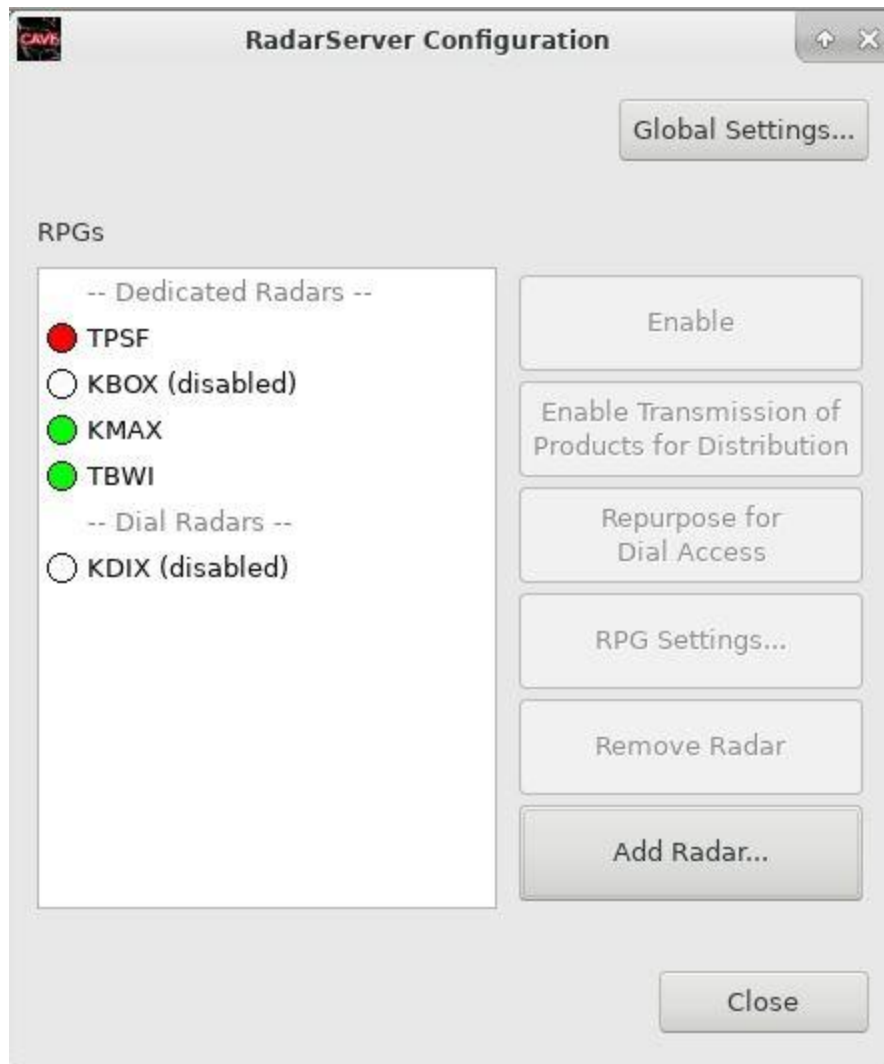 CAVE
RadarServer Configuration
Global Settings...
RPGs
-- Dedicated Radars --
TPSF
KBOX (disabled)
KMAX
TBWI
-- Dial Radars --
KDIX (disabled)
Enable
Enable Transmission of
Products for Distribution
Repurpose for
Dial Access
RPG Settings...
Remove Radar
Add Radar...
Close